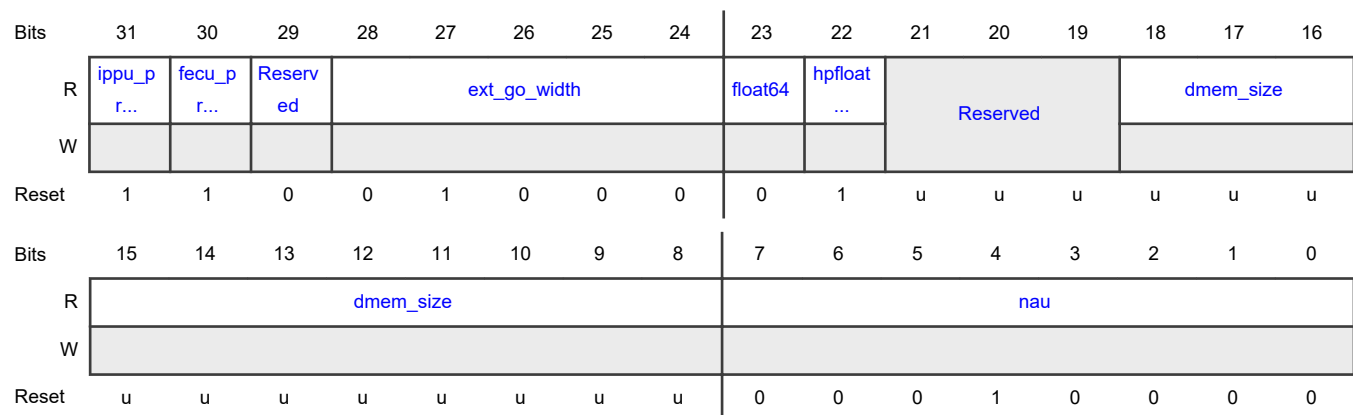 Bits 31 30 29 28 27 26 25 24 23 22 21 20 19 18 17 16
R ippu_p fecu_p Reserv ext_go_width float64 hpfloat Reserved dmem_size
r... r... ed ...
W
Reset 1 1 0 0 1 0 0 0 0 1 u u u u u u
Bits 15 14 13 12 11 10 9 8 7 6 5 4 3 2 1 0
R dmem_size nau
W
Reset u u u u u u u u 0 0 0 1 0 0 0 0